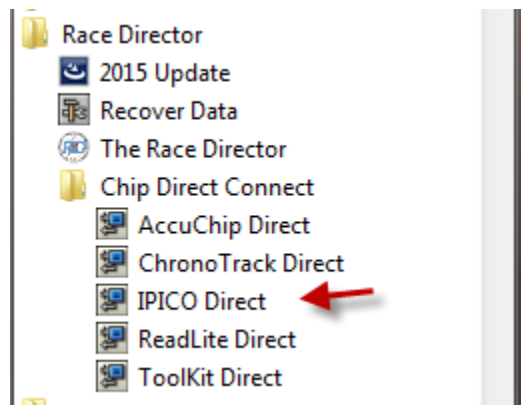 Race Director
2015 Update
Recover Data
The Race Director
Chip Direct Connect
AccuChip Direct
ChronoTrack Direct
IPICO Direct
ReadLite Direct
ToolKit Direct